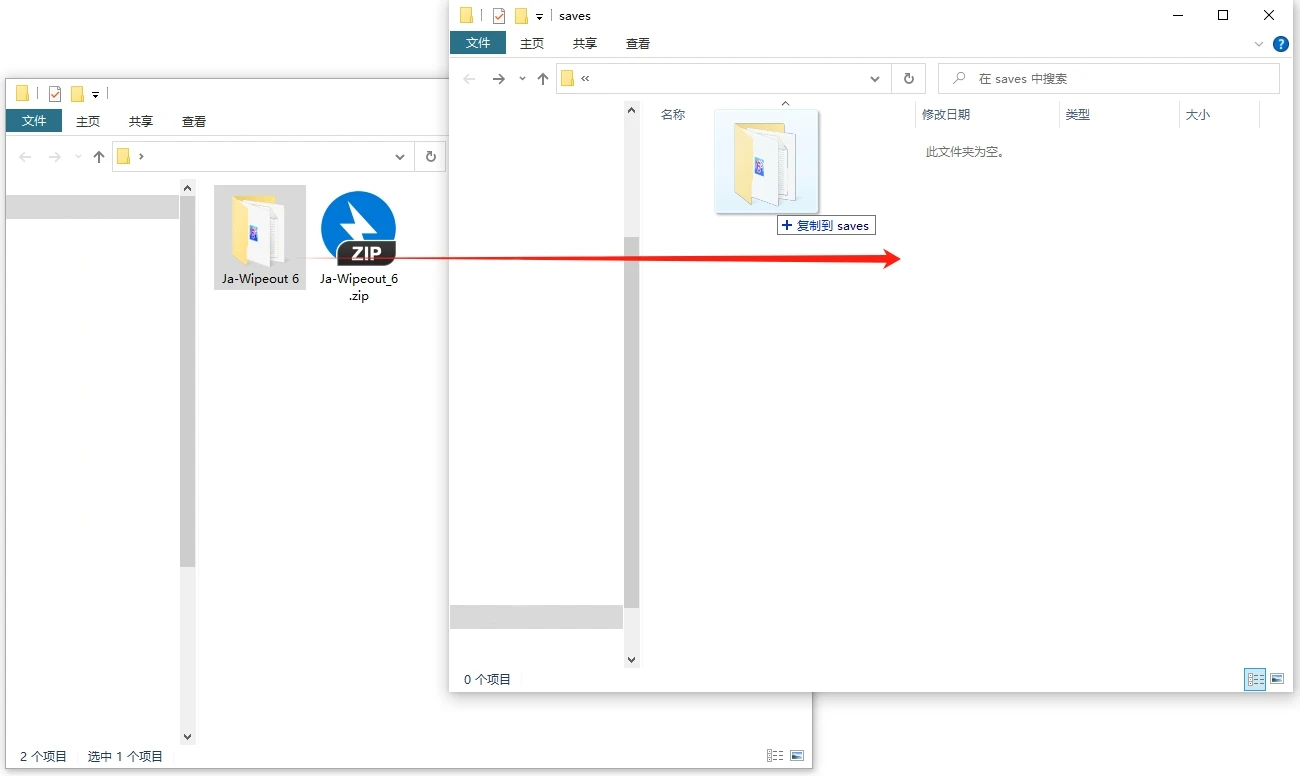 saves
文件 主页 共享 查看
«
在 saves 中搜索
名称 修改日期 类型 大小
此文件夹为空。
+ 复制到 saves
0 个项目
文件 主页 共享 查看
ZIP
Ja-Wipeout 6
Ja-Wipeout_6
.zip
2 个项目 选中 1 个项目